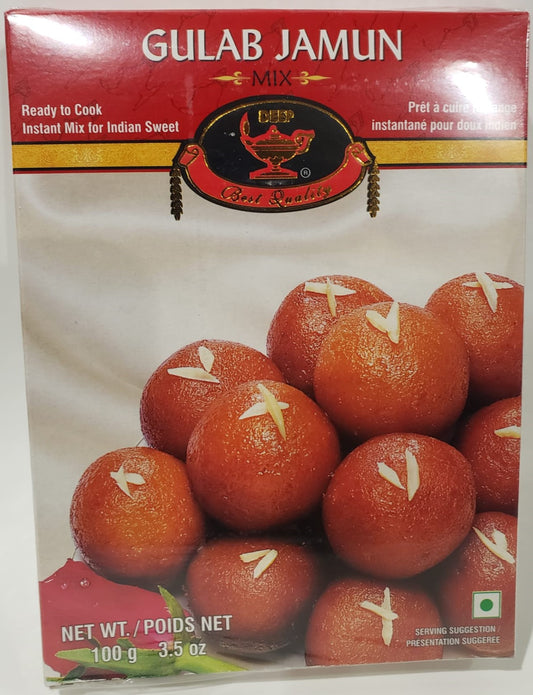 GULAB JAMUN
MIX
Ready to Cook
Instant Mix for Indian Sweet
Prêt à cuire
instantané pour doux indien
DEEP
®
Best Quality
NET WT. / POIDS NET
100 g 3.5 oz
SERVING SUGGESTION /
PRESENTATION SUGGEREE